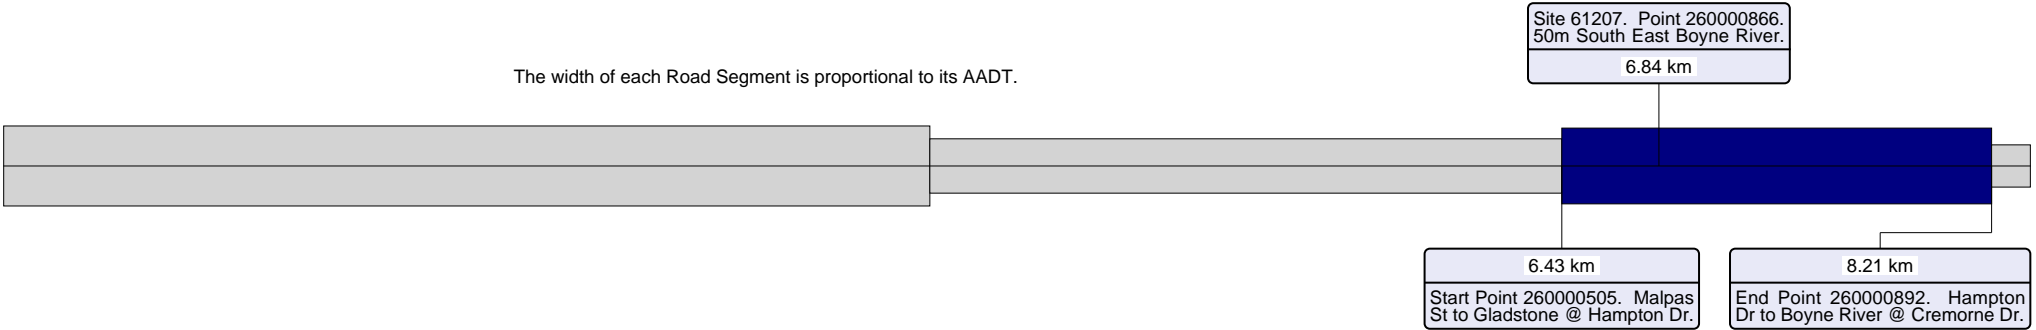 Site 61207. Point 260000866.
50m South East Boyne River.
6.84 km
The width of each Road Segment is proportional to its AADT.
6.43 km
Start Point 260000505. Malpas
St to Gladstone @ Hampton Dr.
8.21 km
End Point 260000892. Hampton
Dr to Boyne River @ Cremorne Dr.